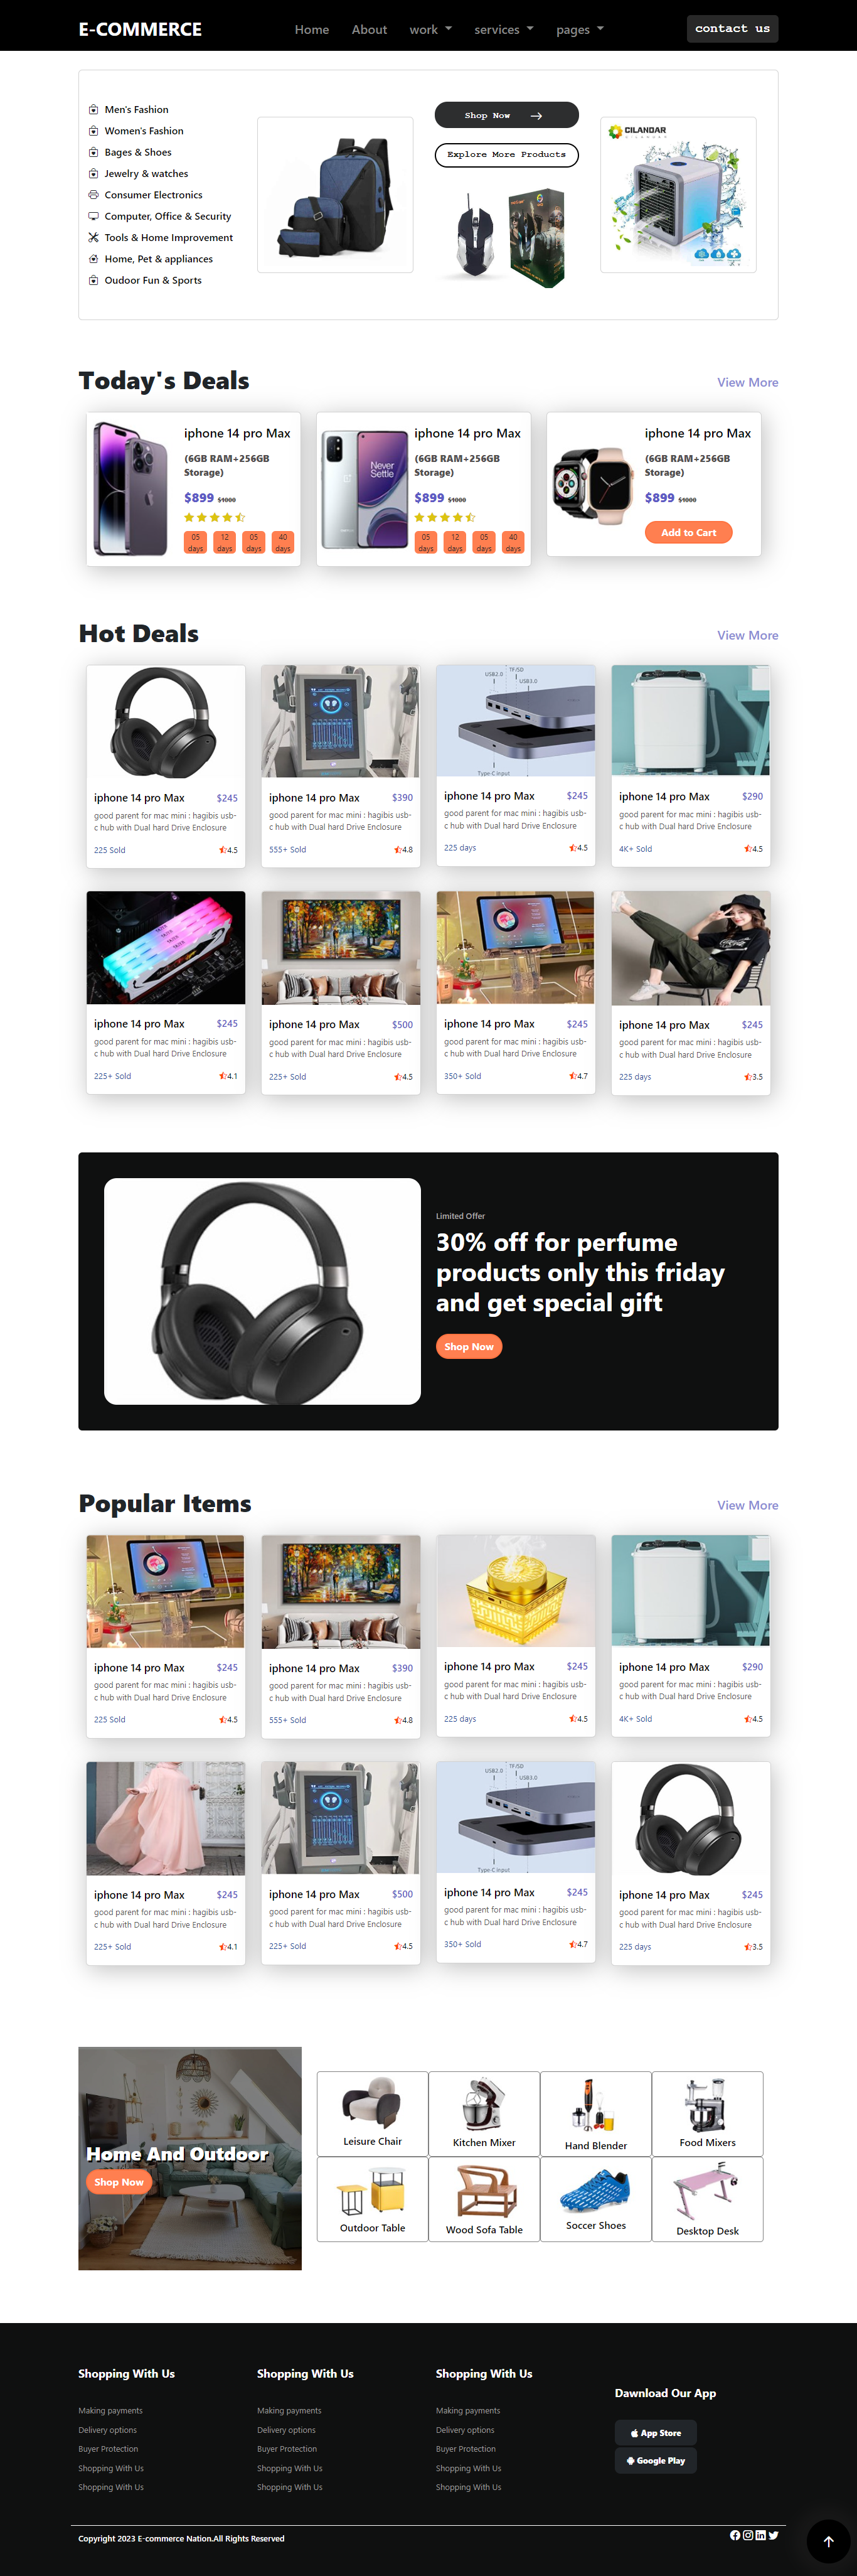 E-COMMERCE
Home About work services pages
contact us
Men's Fashion
Women's Fashion
Bages & Shoes
Jewelry & watches
Consumer Electronics
Computer, Office & Security
Tools & Home Improvement
Home, Pet & appliances
Oudoor Fun & Sports
Shop Now
Explore More Products
CILANDAR
Today's Deals
View More
iphone 14 pro Max
(6GB RAM+256GB
Storage)
$899 $1000
05 days 12 days 05 days 40 days
Never
Settle
iphone 14 pro Max
(6GB RAM+256GB
Storage)
$899 $1000
05 days 12 days 05 days 40 days
iphone 14 pro Max
(6GB RAM+256GB
Storage)
$899 $1000
Add to Cart
Hot Deals
View More
iphone 14 pro Max $245
good parent for mac mini : hagibis usb-
c hub with Dual hard Drive Enclosure
225 Sold 4.5
iphone 14 pro Max $390
good parent for mac mini : hagibis usb-
c hub with Dual hard Drive Enclosure
555+ Sold 4.8
USB2.0 TF/SD
USB3.0
Type-C input
iphone 14 pro Max $245
good parent for mac mini : hagibis usb-
c hub with Dual hard Drive Enclosure
225 days 4.5
iphone 14 pro Max $290
good parent for mac mini : hagibis usb-
c hub with Dual hard Drive Enclosure
4K+ Sold 4.5
iphone 14 pro Max $245
good parent for mac mini : hagibis usb-
c hub with Dual hard Drive Enclosure
225+ Sold 4.1
iphone 14 pro Max $500
good parent for mac mini : hagibis usb-
c hub with Dual hard Drive Enclosure
225+ Sold 4.5
iphone 14 pro Max $245
good parent for mac mini : hagibis usb-
c hub with Dual hard Drive Enclosure
350+ Sold 4.7
iphone 14 pro Max $245
good parent for mac mini : hagibis usb-
c hub with Dual hard Drive Enclosure
225 days 3.5
Limited Offer
30% off for perfume
products only this friday
and get special gift
Shop Now
Popular Items
View More
iphone 14 pro Max $245
good parent for mac mini : hagibis usb-
c hub with Dual hard Drive Enclosure
225 Sold 4.5
iphone 14 pro Max $390
good parent for mac mini : hagibis usb-
c hub with Dual hard Drive Enclosure
555+ Sold 4.8
iphone 14 pro Max $245
good parent for mac mini : hagibis usb-
c hub with Dual hard Drive Enclosure
225 days 4.5
iphone 14 pro Max $290
good parent for mac mini : hagibis usb-
c hub with Dual hard Drive Enclosure
4K+ Sold 4.5
iphone 14 pro Max $245
good parent for mac mini : hagibis usb-
c hub with Dual hard Drive Enclosure
225+ Sold 4.1
iphone 14 pro Max $500
good parent for mac mini : hagibis usb-
c hub with Dual hard Drive Enclosure
225+ Sold 4.5
USB2.0 TF/SD
USB3.0
Type-C input
iphone 14 pro Max $245
good parent for mac mini : hagibis usb-
c hub with Dual hard Drive Enclosure
350+ Sold 4.7
iphone 14 pro Max $245
good parent for mac mini : hagibis usb-
c hub with Dual hard Drive Enclosure
225 days 3.5
Home And Outdoor
Shop Now
Leisure Chair
Kitchen Mixer
Hand Blender
Food Mixers
Outdoor Table
Wood Sofa Table
Soccer Shoes
Desktop Desk
Shopping With Us
Making payments
Delivery options
Buyer Protection
Shopping With Us
Shopping With Us
Shopping With Us
Making payments
Delivery options
Buyer Protection
Shopping With Us
Shopping With Us
Shopping With Us
Making payments
Delivery options
Buyer Protection
Shopping With Us
Shopping With Us
Dawnload Our App
App Store
Google Play
Copyright 2023 E-commerce Nation.All Rights Reserved